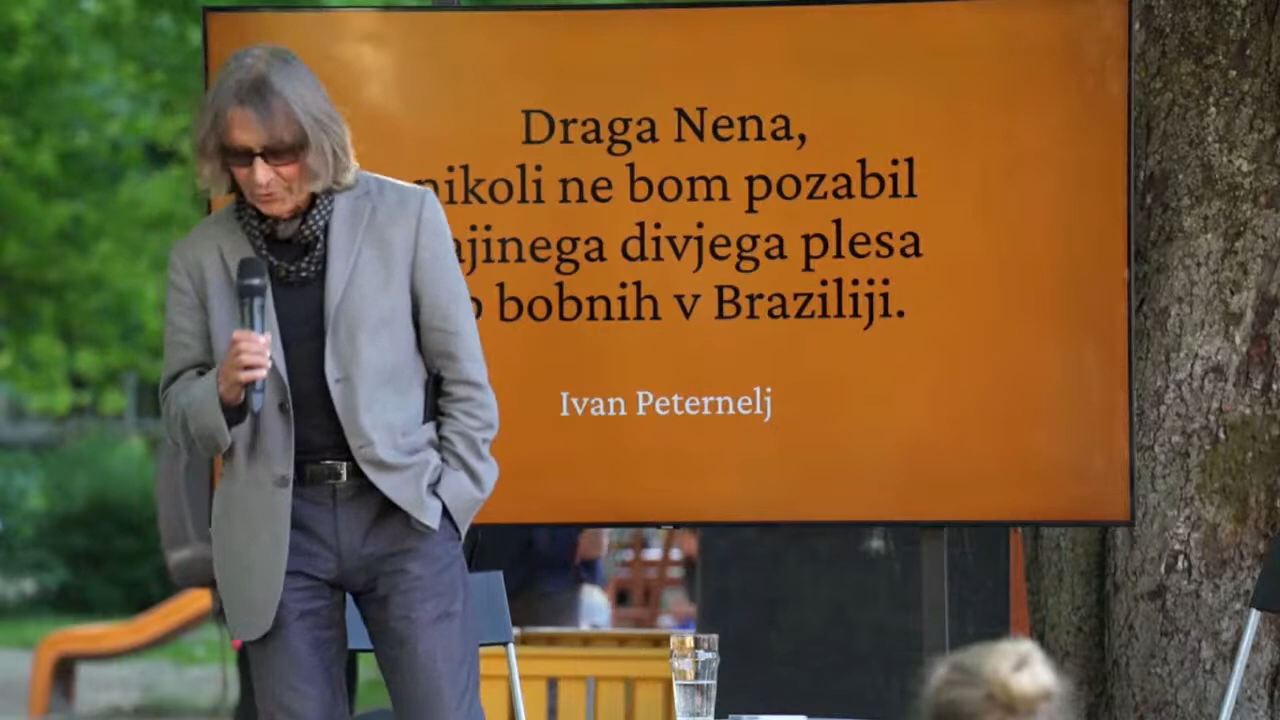 Draga Nena,
nikoli ne bom pozabil
divjega plesa
bobnih v Braziliji.
Ivan Peternelj